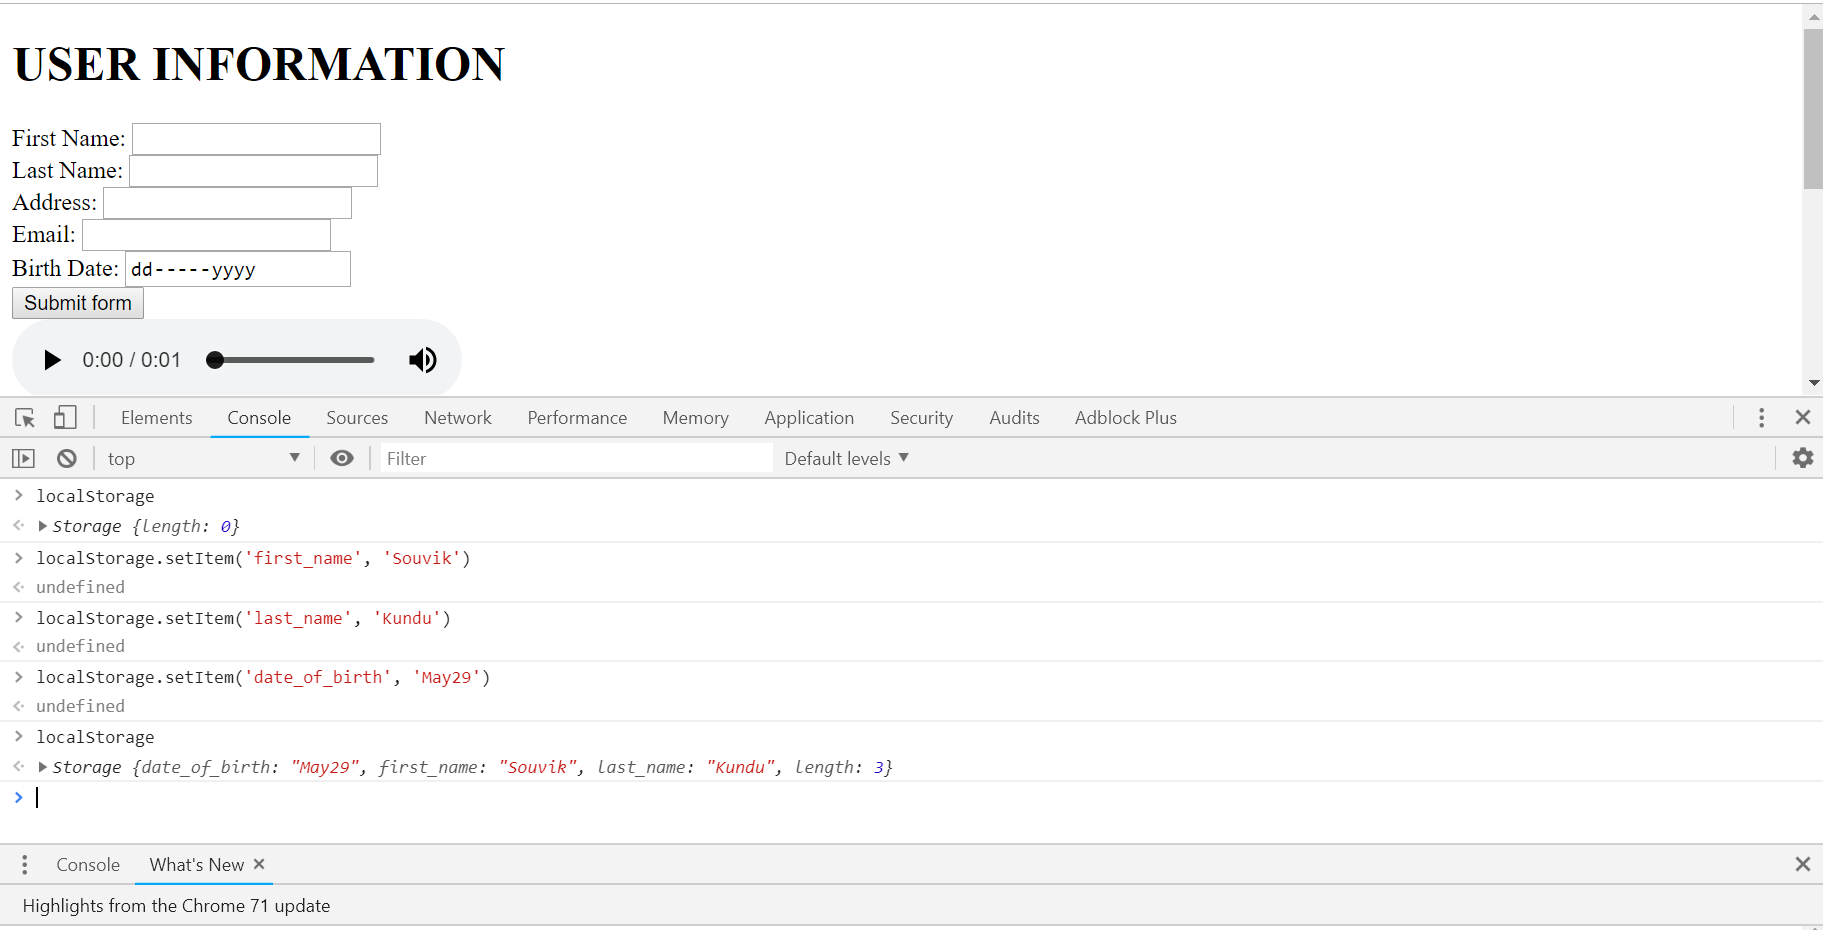 USER INFORMATION
First Name:
Last Name:
Address:
Email:
Birth Date: dd-----yyyy
Submit form
0:00 / 0:01
Elements Console Sources Network Performance Memory Application Security Audits Adblock Plus
top Filter Default levels
localStorage
Storage {length: 0}
localStorage.setItem('first_name', 'Souvik')
undefined
localStorage.setItem('last_name', 'Kundu')
undefined
localStorage.setItem('date_of_birth', 'May29')
undefined
localStorage
Storage {date_of_birth: "May29", first_name: "Souvik", last_name: "Kundu", length: 3}
Console What's New
Highlights from the Chrome 71 update